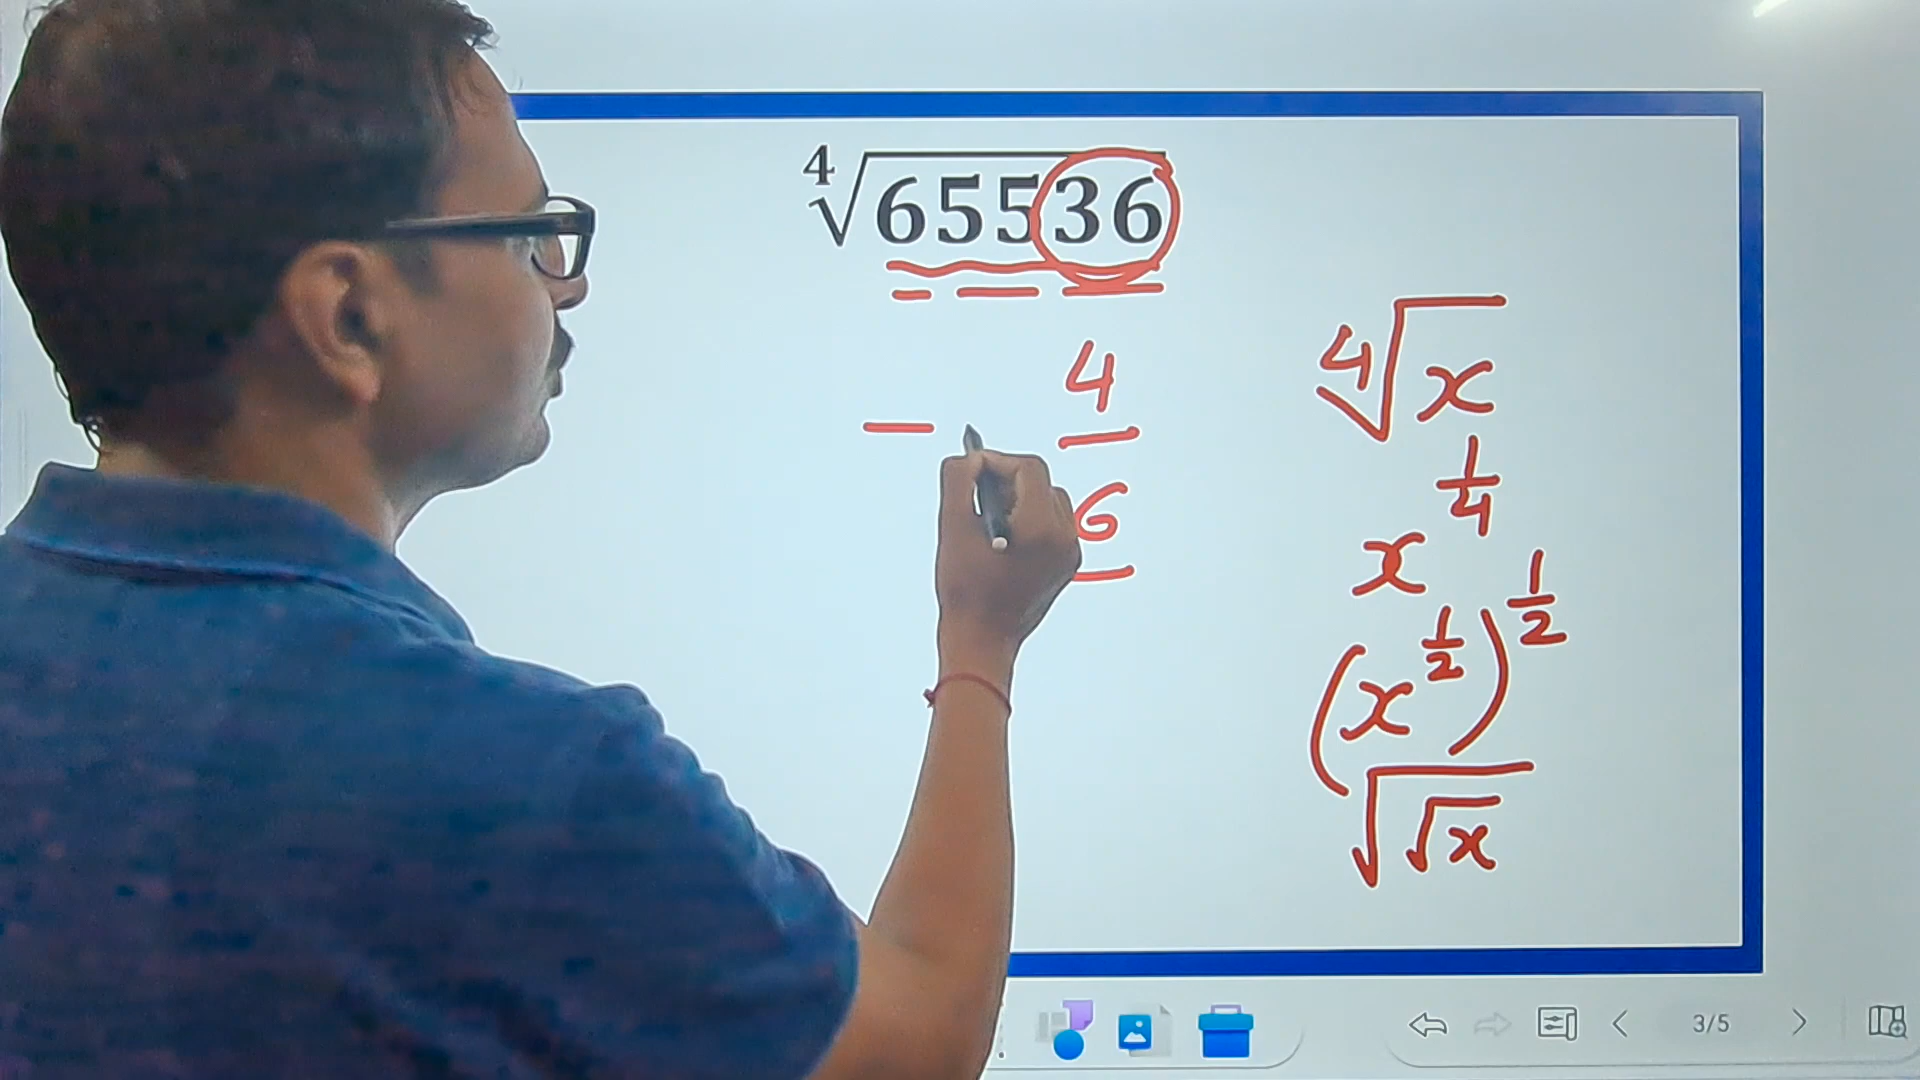 ⁴√65536
4
6
⁴√x
x^(1/4)
(x^(1/2))^(1/2)
√√x
3/5